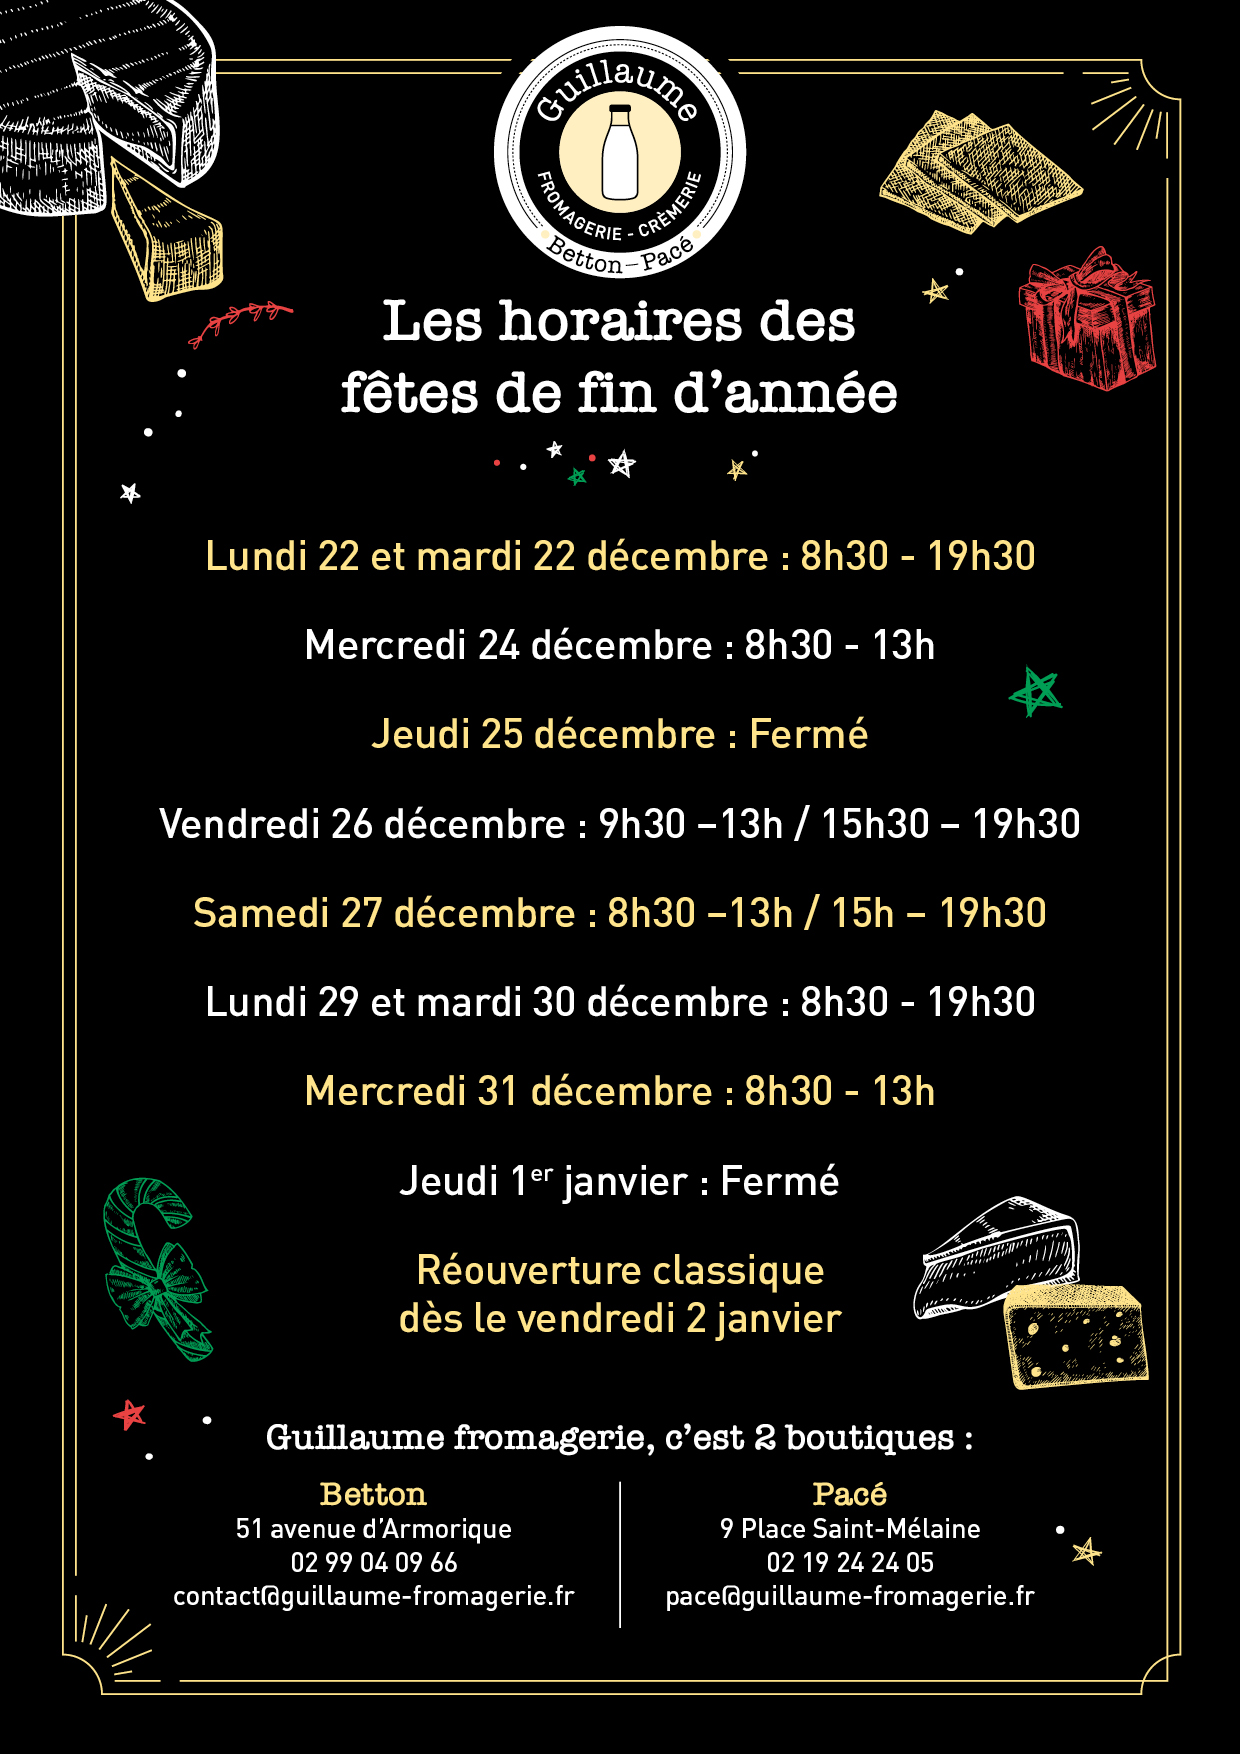 Guillaume
FROMAGERIE - CRÈMERIE
Betton-Pacé
Les horaires des
fêtes de fin d'année
Lundi 22 et mardi 22 décembre : 8h30 - 19h30
Mercredi 24 décembre : 8h30 - 13h
Jeudi 25 décembre : Fermé
Vendredi 26 décembre : 9h30 –13h / 15h30 – 19h30
Samedi 27 décembre : 8h30 –13h / 15h – 19h30
Lundi 29 et mardi 30 décembre : 8h30 - 19h30
Mercredi 31 décembre : 8h30 - 13h
Jeudi 1er janvier : Fermé
Réouverture classique
dès le vendredi 2 janvier
Guillaume fromagerie, c'est 2 boutiques :
Betton
51 avenue d'Armorique
02 99 04 09 66
contact@guillaume-fromagerie.fr
Pacé
9 Place Saint-Mélaine
02 19 24 24 05
pace@guillaume-fromagerie.fr